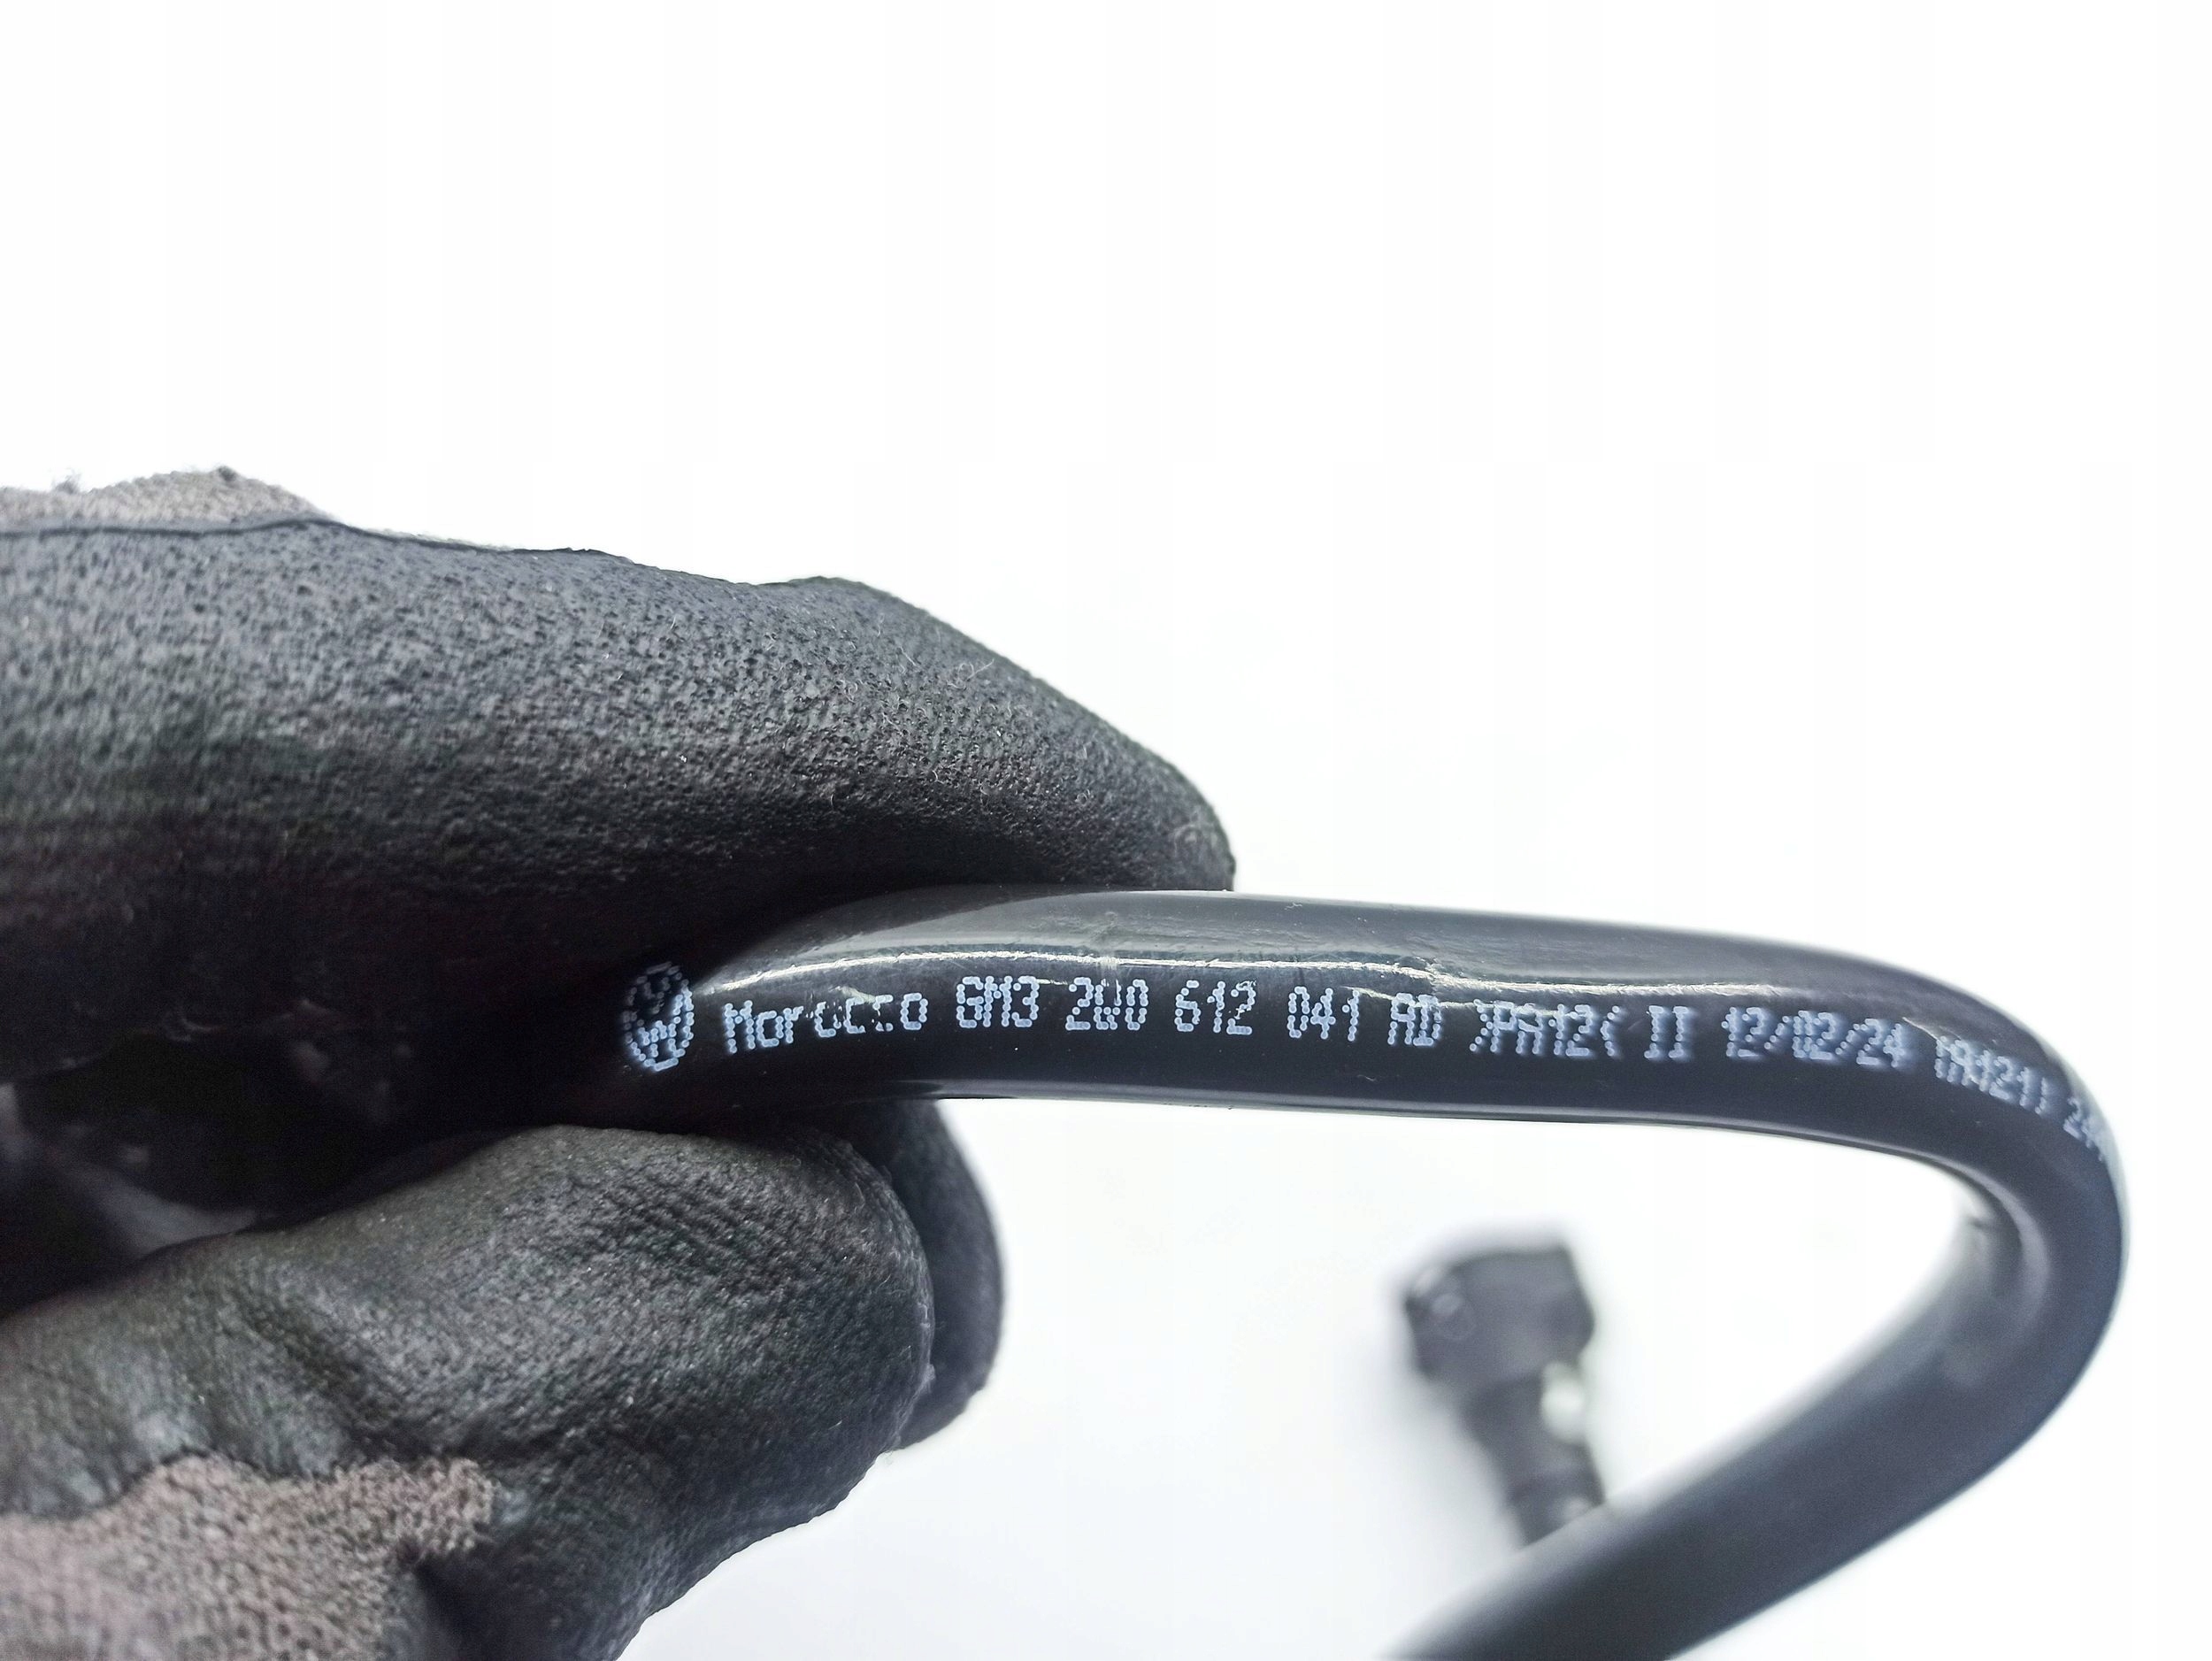 Morocco GM3 2Q0 612 041 AD >PA12< II 12/02/24